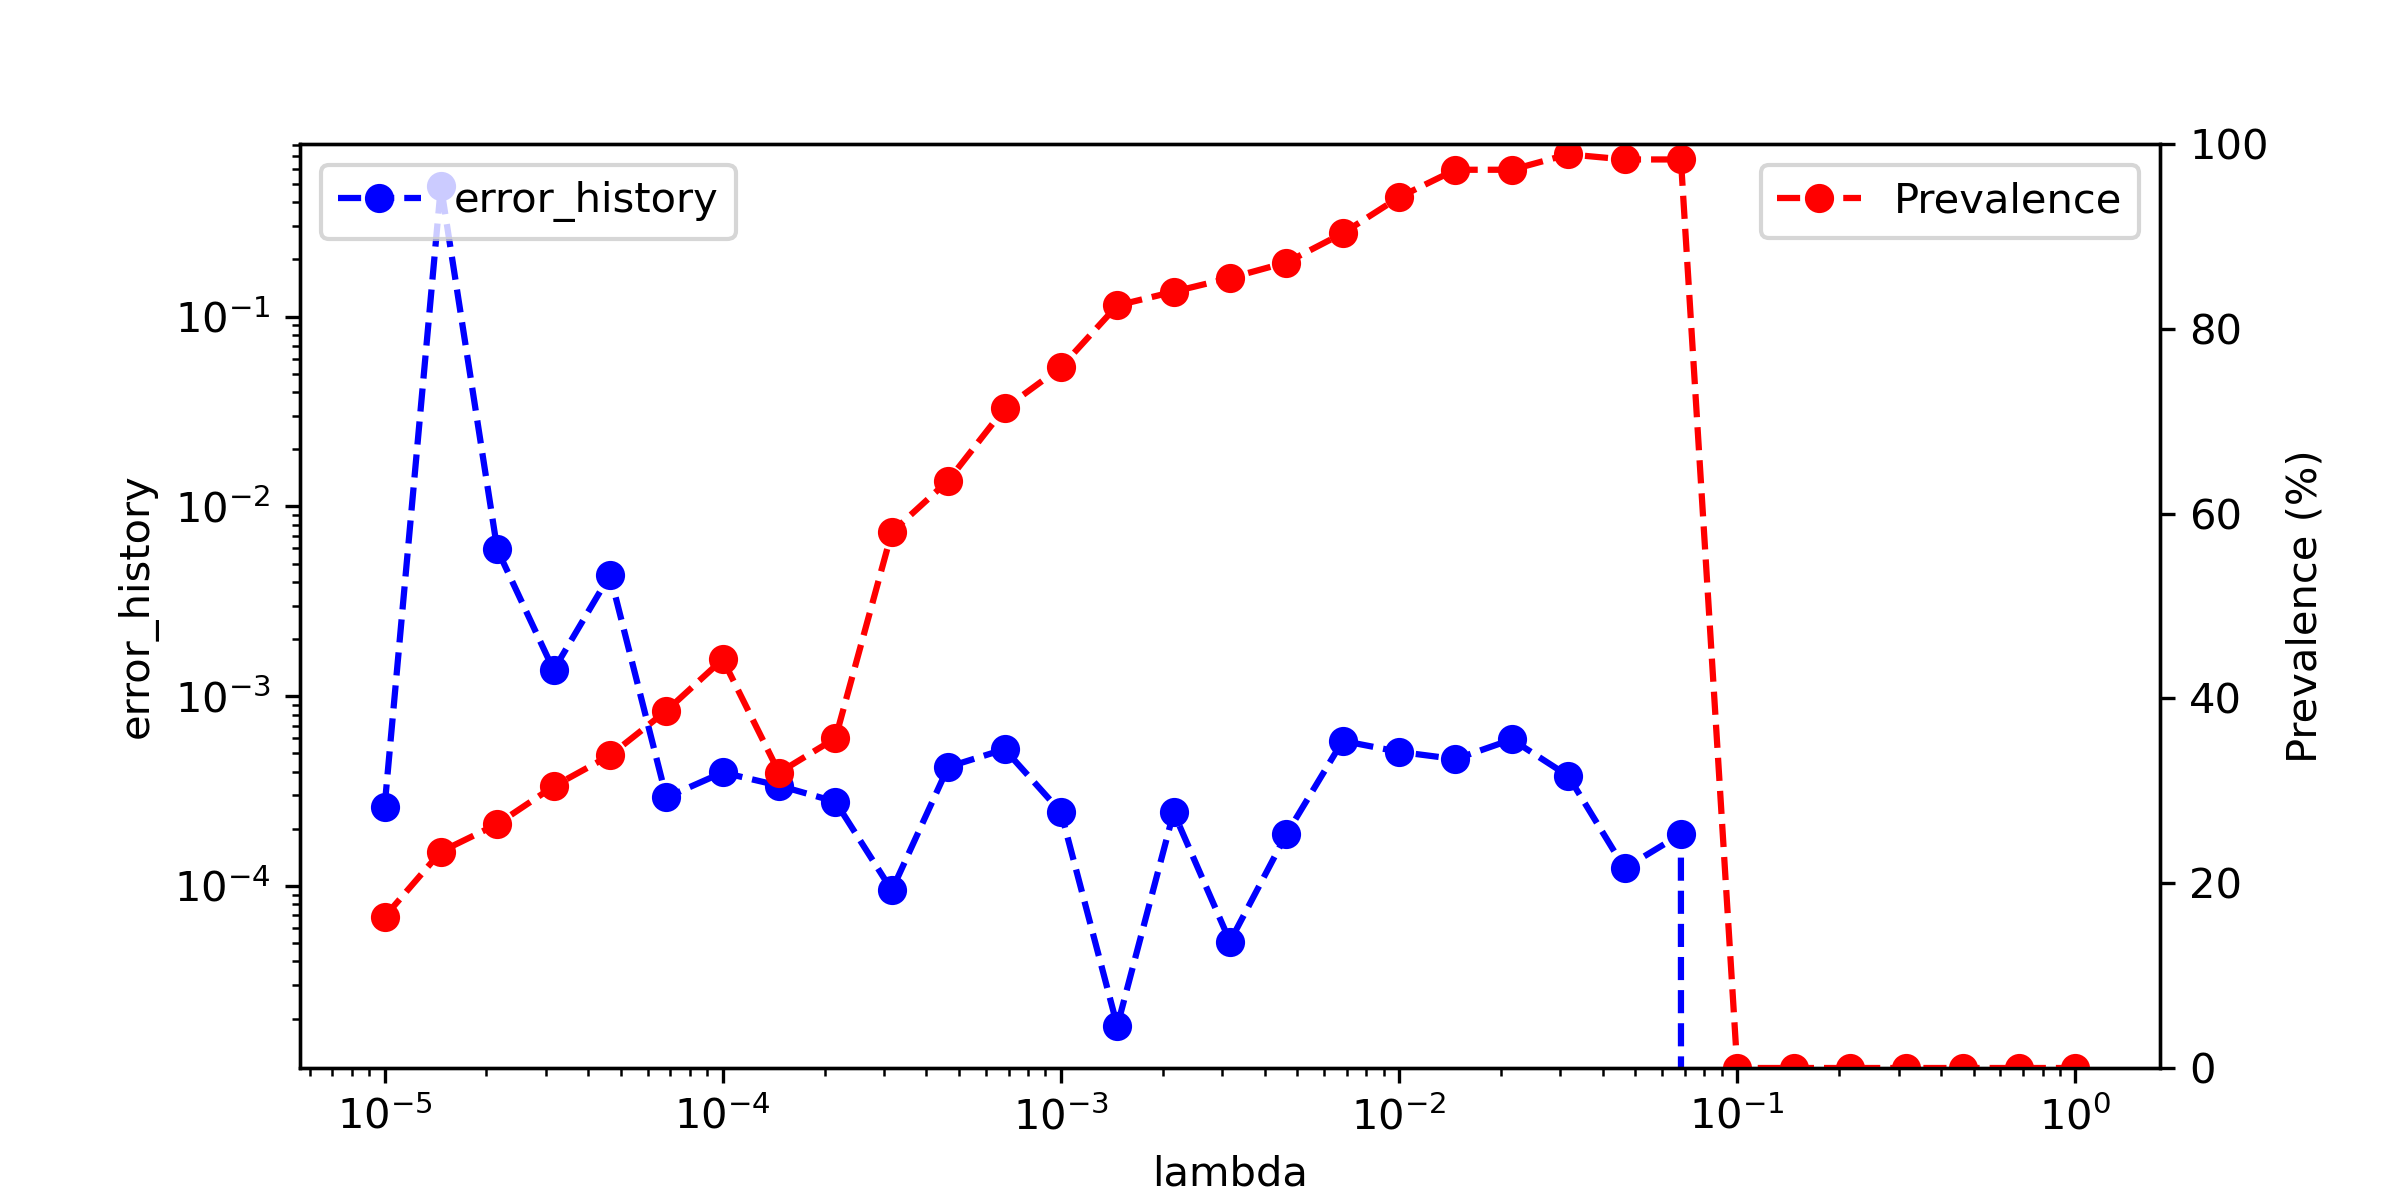 error_history
Prevalence
10⁻¹
10⁻²
10⁻³
10⁻⁴
error_history
100
80
60
40
20
0
Prevalence (%)
10⁻⁵ 10⁻⁴ 10⁻³ 10⁻² 10⁻¹ 10⁰
lambda